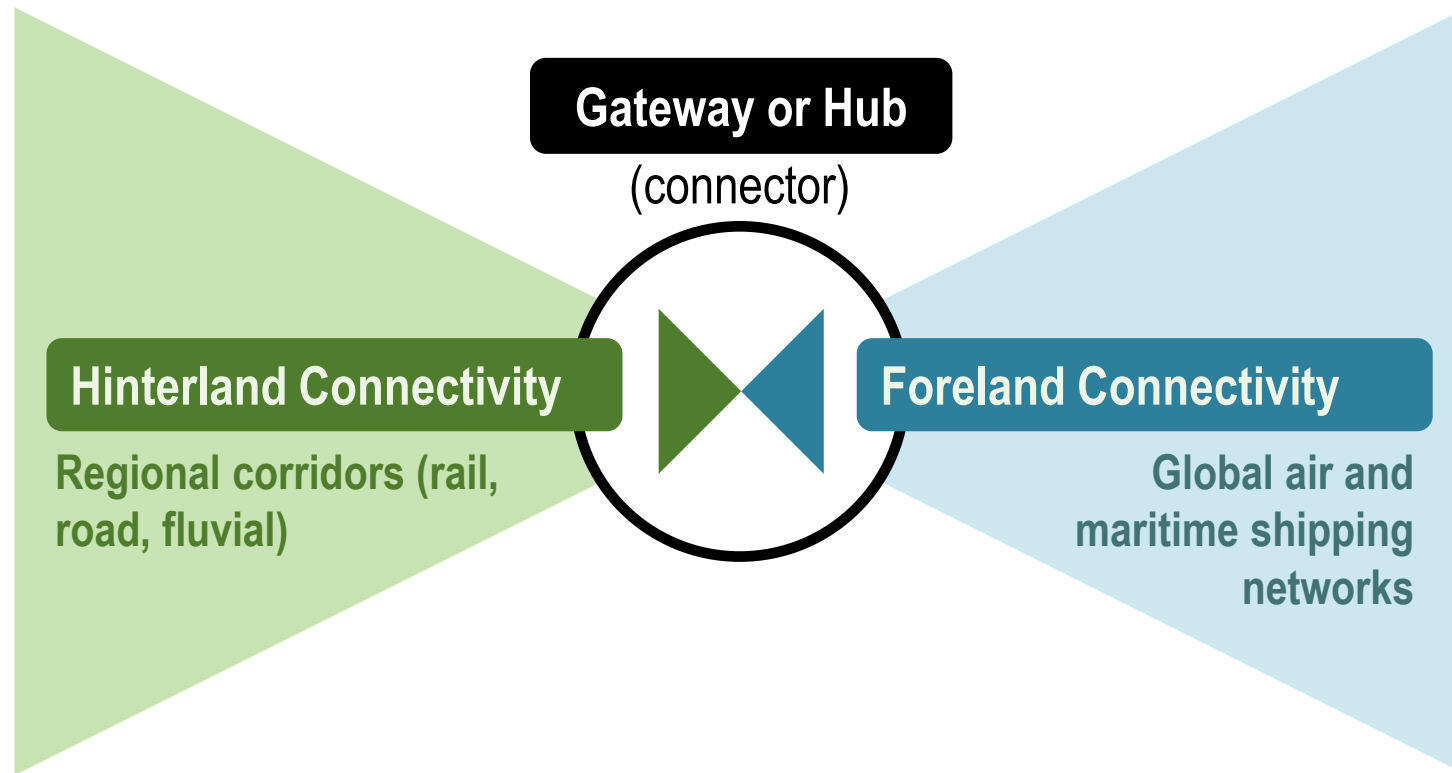 Gateway or Hub
(connector)
Hinterland Connectivity
Regional corridors (rail,
road, fluvial)
Foreland Connectivity
Global air and
maritime shipping
networks